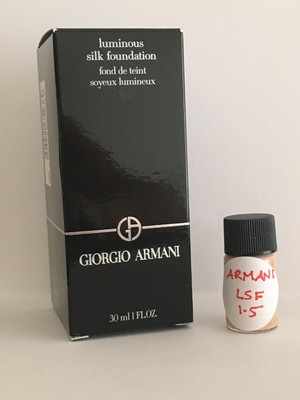 luminous
silk foundation
fond de teint
soyeux lumineux
GIORGIO ARMANI
30 ml 1 FL.OZ.
ARMANI
LSF
1.5